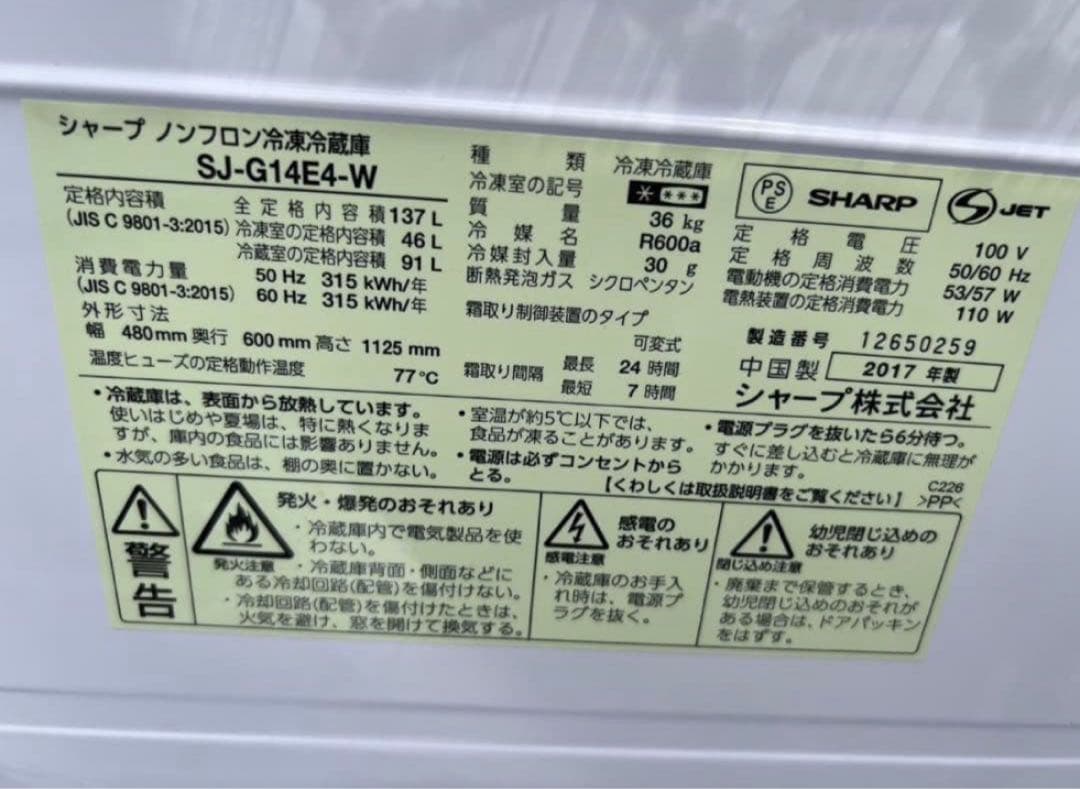 シャープ ノンフロン冷凍冷蔵庫
SJ-G14E4-W
定格内容積
(JIS C 9801-3:2015)
全定格内容積 137 L
冷凍室の定格内容積 46 L
冷蔵室の定格内容積 91 L
消費電力量
(JIS C 9801-3:2015)
50 Hz 315 kWh/年
60 Hz 315 kWh/年
外形寸法
幅 480mm 奥行 600mm 高さ 1125 mm
温度ヒューズの定格動作温度 77℃
種類 冷凍冷蔵庫
冷凍室の記号 * ***
質量 36 kg
冷媒名 R600a
冷媒封入量 30 g
断熱発泡ガス シクロペンタン
霜取り制御装置のタイプ
可変式
霜取り間隔 最長 24 時間
最短 7 時間
PS
E
SHARP
S JET
定格電圧 100 V
定格周波数 50/60 Hz
電動機の定格消費電力 53/57 W
電熱装置の定格消費電力 110 W
製造番号 12650259
中国製 2017 年製
シャープ株式会社
・冷蔵庫は、表面から放熱しています。
使いはじめや夏場は、特に熱くなりま
すが、庫内の食品には影響ありません。
・水気の多い食品は、棚の奥に置かない。
・室温が約5℃以下では、
食品が凍ることがあります。
・電源は必ずコンセントから
とる。
・電源プラグを抜いたら6分待つ。
すぐに差し込むと冷蔵庫に無理が
かかります。
【くわしくは取扱説明書をご覧ください】
C226
>PP<
警告
発火・爆発のおそれあり
発火注意
・冷蔵庫内で電気製品を使
わない。
・冷蔵庫背面・側面などに
ある冷却回路(配管)を傷付けない。
・冷却回路(配管)を傷付けたときは、
火気を避け、窓を開けて換気する。
感電の
おそれあり
感電注意
・冷蔵庫のお手入
れ時は、電源プ
ラグを抜く。
幼児閉じ込めの
おそれあり
閉じ込め注意
・廃棄まで保管するとき、
幼児閉じ込めのおそれが
ある場合は、ドアパッキン
をはずす。